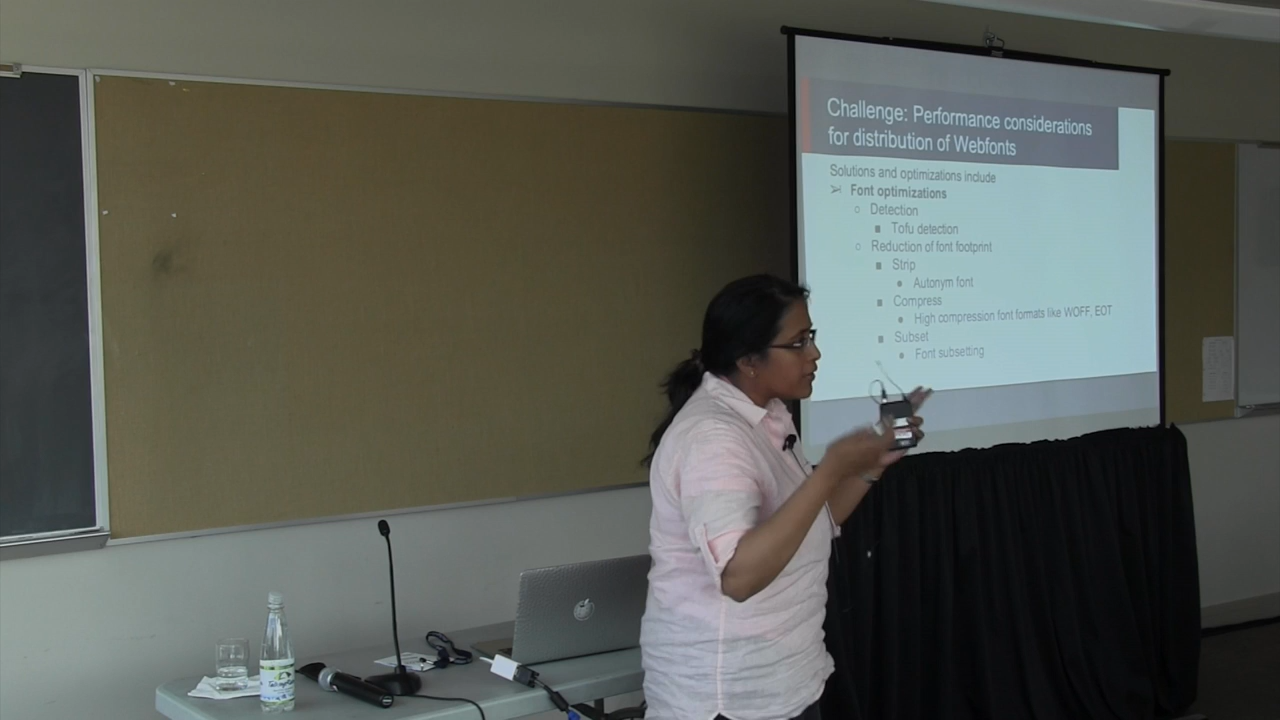 Challenge: Performance considerations
for distribution of Webfonts
Solutions and optimizations include
➢ Font optimizations
○ Detection
■ Tofu detection
○ Reduction of font footprint
■ Strip
● Autonym font
■ Compress
● High compression font formats like WOFF, EOT
■ Subset
● Font subsetting